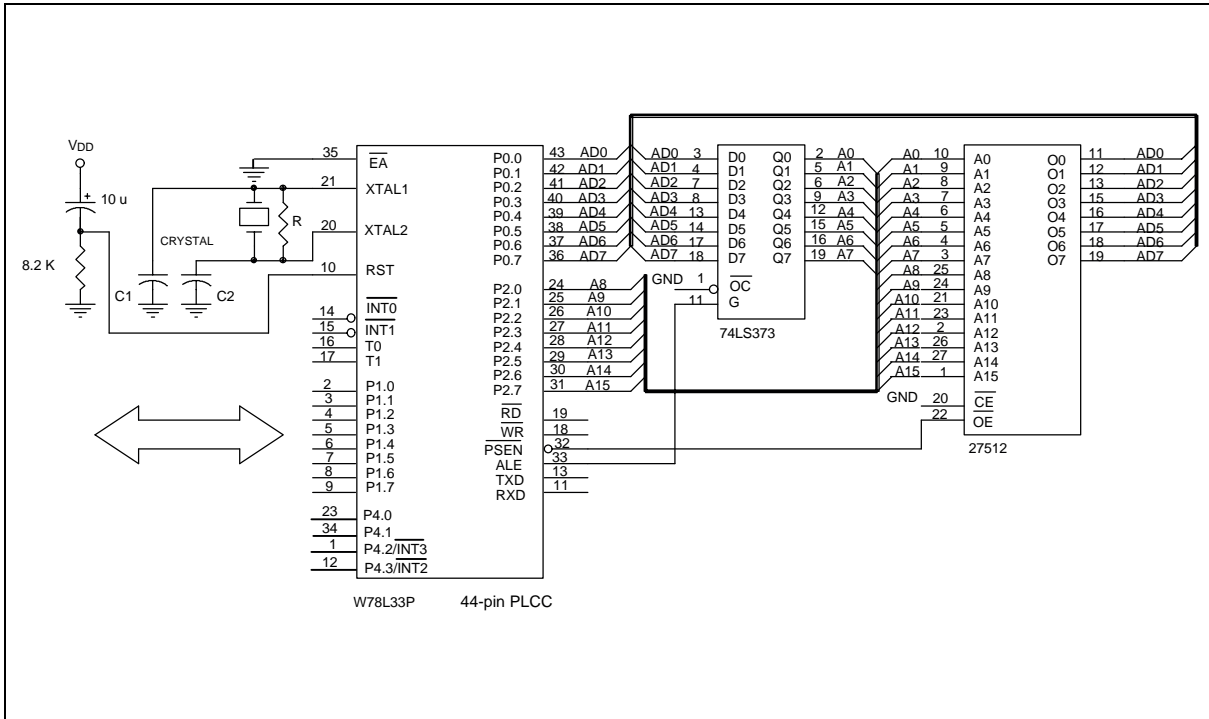 VDD
10 u
8.2 K
C1
CRYSTAL
C2
R
35 EA
21 XTAL1
20 XTAL2
10 RST
14 INT0
15 INT1
16 T0
17 T1
2 P1.0
3 P1.1
4 P1.2
5 P1.3
6 P1.4
7 P1.5
8 P1.6
9 P1.7
23 P4.0
34 P4.1
1 P4.2/INT3
12 P4.3/INT2
P0.0 43 AD0
P0.1 42 AD1
P0.2 41 AD2
P0.3 40 AD3
P0.4 39 AD4
P0.5 38 AD5
P0.6 37 AD6
P0.7 36 AD7
P2.0 24 A8
P2.1 25 A9
P2.2 26 A10
P2.3 27 A11
P2.4 28 A12
P2.5 29 A13
P2.6 30 A14
P2.7 31 A15
RD 19
WR 18
PSEN 32
ALE 33
TXD 13
RXD 11
W78L33P 44-pin PLCC
AD0 3 D0 Q0 2 A0
AD1 4 D1 Q1 5 A1
AD2 7 D2 Q2 6 A2
AD3 8 D3 Q3 9 A3
AD4 13 D4 Q4 12 A4
AD5 14 D5 Q5 15 A5
AD6 17 D6 Q6 16 A6
AD7 18 D7 Q7 19 A7
GND 1 OC
11 G
74LS373
A0 10 A0 O0 11 AD0
A1 9 A1 O1 12 AD1
A2 8 A2 O2 13 AD2
A3 7 A3 O3 15 AD3
A4 6 A4 O4 16 AD4
A5 5 A5 O5 17 AD5
A6 4 A6 O6 18 AD6
A7 3 A7 O7 19 AD7
A8 25 A8
A9 24 A9
A10 21 A10
A11 23 A11
A12 2 A12
A13 26 A13
A14 27 A14
A15 1 A15
GND 20 CE
22 OE
27512